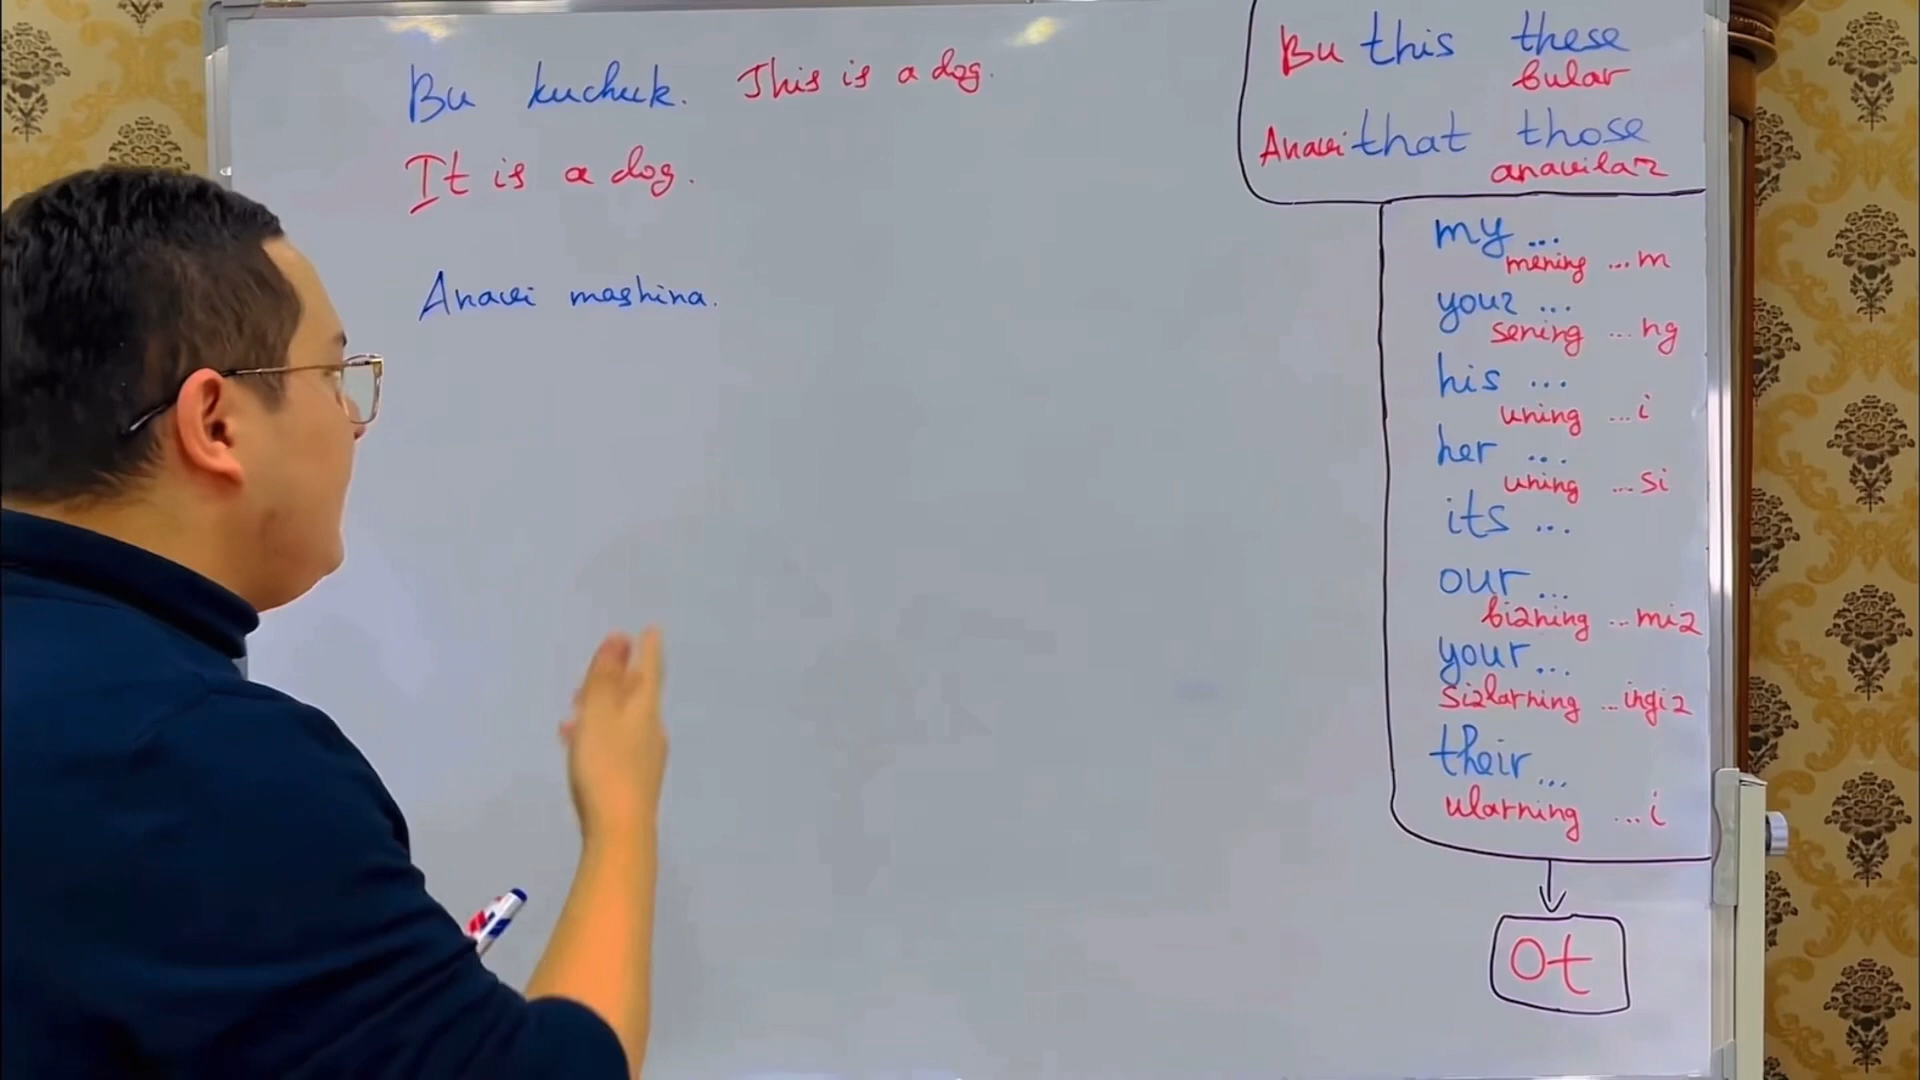 Bu kuchuk. This is a dog.
It is a dog.
Anavi mashina.
Bu this these
bular
Anavi that those
anavilar
my ...
mening ...m
your ...
sening ...ng
his ...
uning ...i
her ...
uning ...si
its ...
our ...
bizning ...miz
your...
sizlarning ...ingiz
their...
ularning ...i
Ot